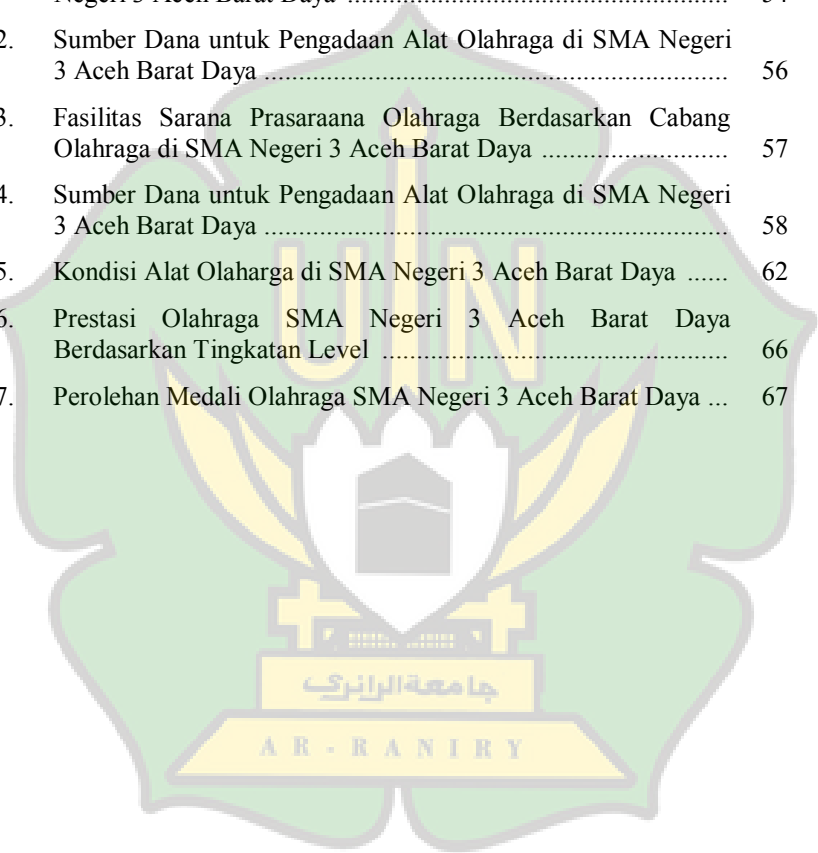 Negeri 3 Aceh Barat Daya ......................................................
2. Sumber Dana untuk Pengadaan Alat Olahraga di SMA Negeri
3 Aceh Barat Daya .................................................................... 56
3. Fasilitas Sarana Prasaraana Olahraga Berdasarkan Cabang
Olahraga di SMA Negeri 3 Aceh Barat Daya ........................... 57
4. Sumber Dana untuk Pengadaan Alat Olahraga di SMA Negeri
3 Aceh Barat Daya .................................................................... 58
5. Kondisi Alat Olaharga di SMA Negeri 3 Aceh Barat Daya ...... 62
6. Prestasi Olahraga SMA Negeri 3 Aceh Barat Daya
Berdasarkan Tingkatan Level .................................................. 66
7. Perolehan Medali Olahraga SMA Negeri 3 Aceh Barat Daya ... 67
UIN
جامعةالرانري
AR-RANIRY